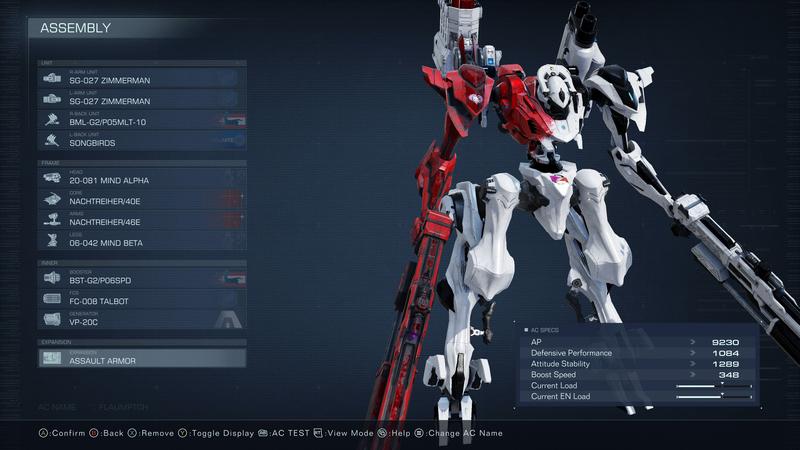 ASSEMBLY
UNIT
R-ARM UNIT
SG-027 ZIMMERMAN
L-ARM UNIT
SG-027 ZIMMERMAN
R-BACK UNIT
BML-G2/P05MLT-10
L-BACK UNIT
SONGBIRDS
FRAME
HEAD
20-081 MIND ALPHA
CORE
NACHTREIHER/40E
ARMS
NACHTREIHER/46E
LEGS
06-042 MIND BETA
INNER
BOOSTER
BST-G2/P06SPD
FCS
FC-008 TALBOT
GENERATOR
VP-20C
EXPANSION
EXPANSION
ASSAULT ARMOR
AC SPECS
AP 9230
Defensive Performance 1084
Attitude Stability 1289
Boost Speed 348
Current Load
Current EN Load
AC NAME
A:Confirm B:Back X:Remove Y:Toggle Display :AC TEST :View Mode :Help :Change AC Name